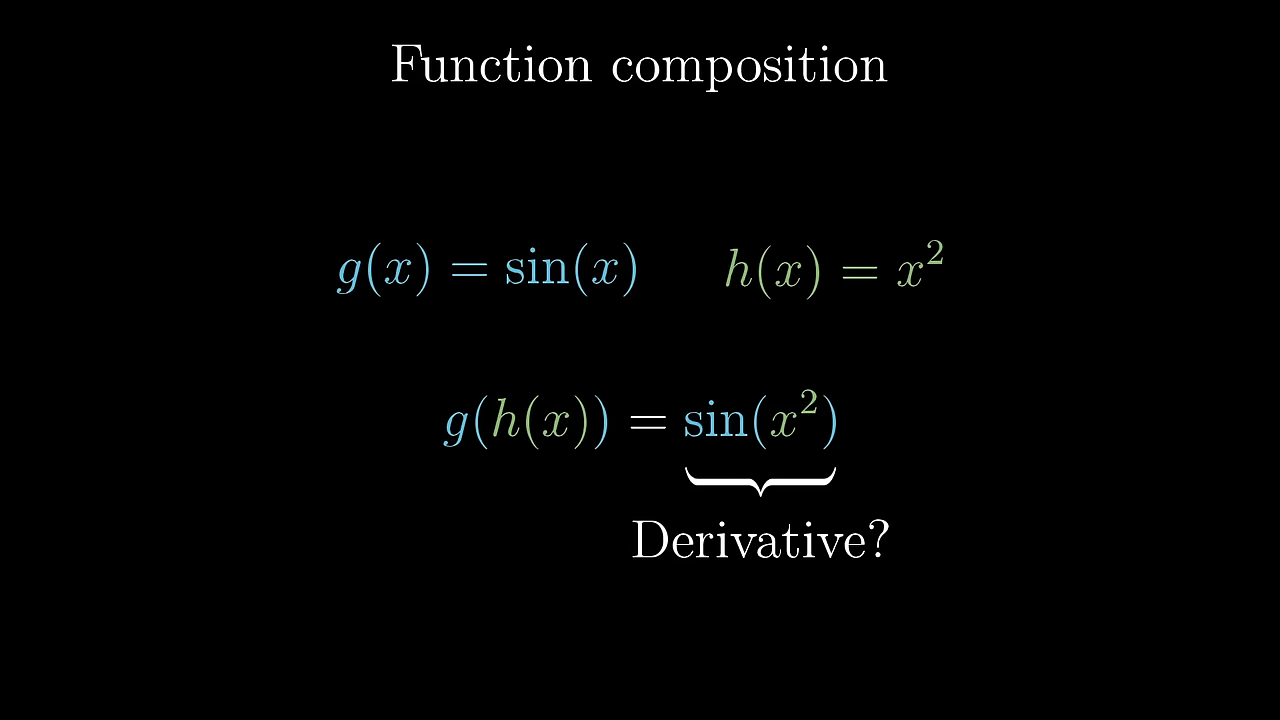 Function composition
g(x) = sin(x) h(x) = x²
g(h(x)) = sin(x²)
Derivative?